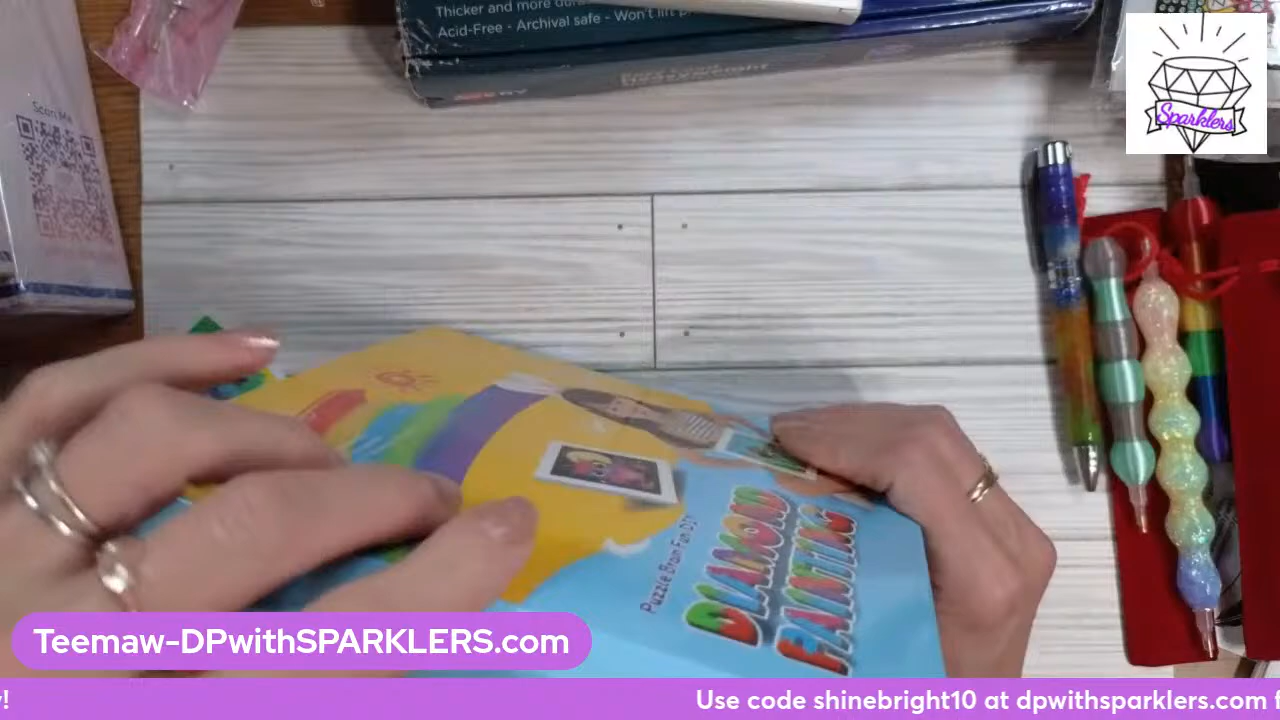 Thicker and more dura
Acid-Free - Archival safe - Won't lift p
Scan Me
Sparklers
Puzzle Brain Fun DIY
DIAMOND
PAINTING
Teemaw-DPwithSPARKLERS.com
y!
Use code shinebright10 at dpwithsparklers.com f